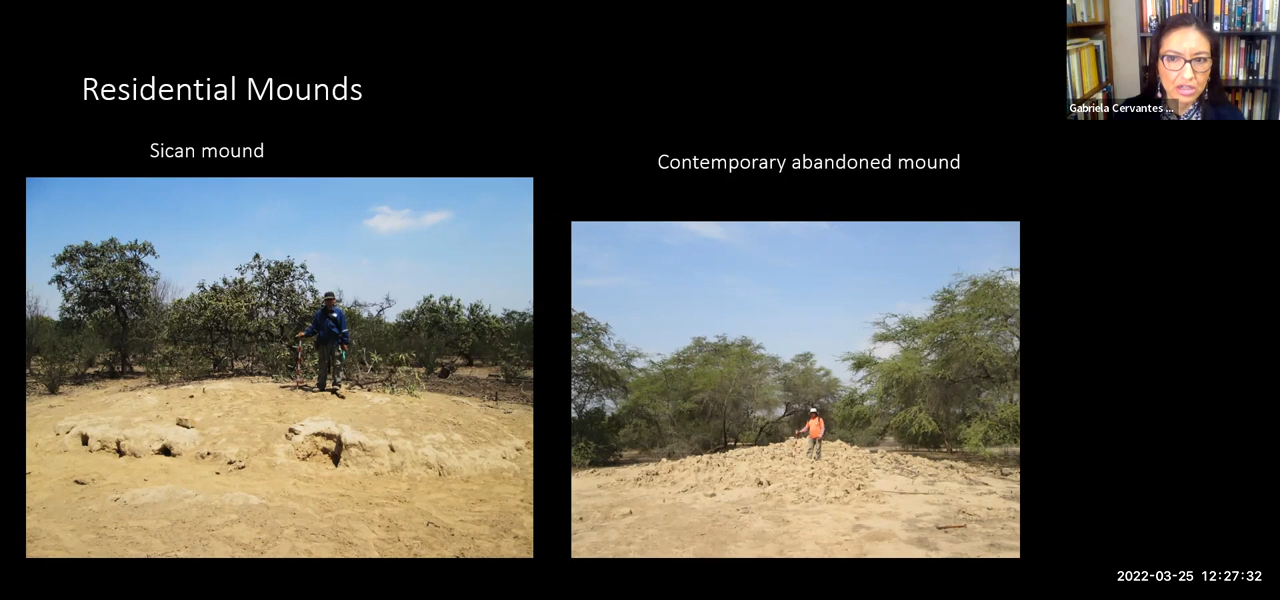 Residential Mounds
Sican mound
Contemporary abandoned mound
Gabriela Cervantes ...
2022-03-25 12:27:32